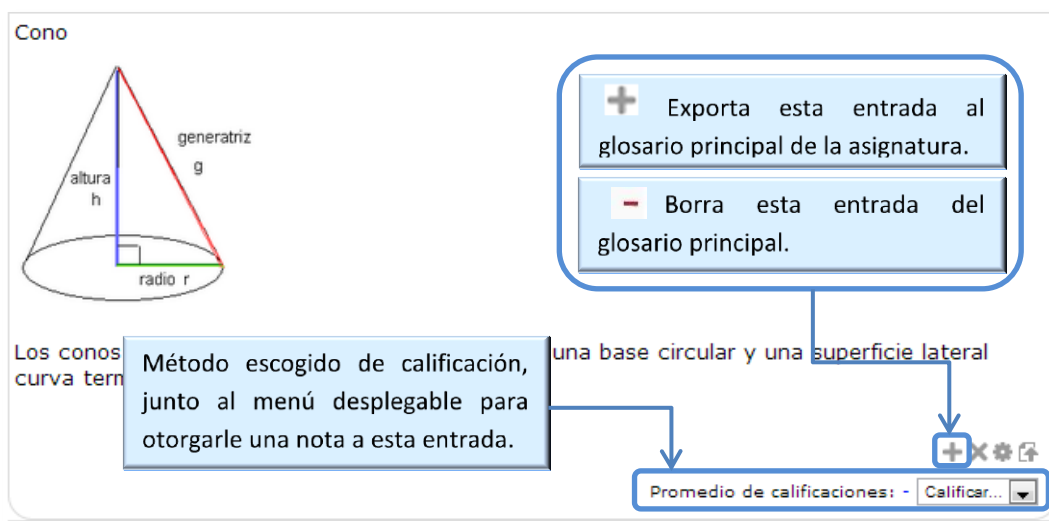 Cono
generatriz
g
altura
h
radio r
Exporta esta entrada al
glosario principal de la asignatura.
Borra esta entrada del
glosario principal.
Los conos
una base circular y una superficie lateral
curva term
Método escogido de calificación,
junto al menú desplegable para
otorgarle una nota a esta entrada.
Promedio de calificaciones: - Calificar...